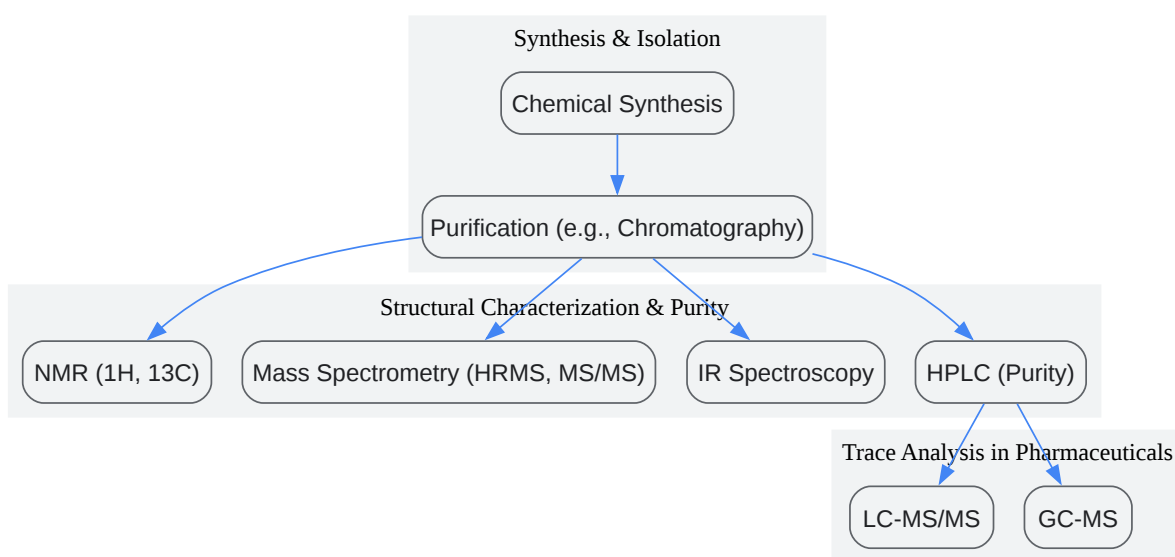 Synthesis & Isolation
Chemical Synthesis
Purification (e.g., Chromatography)
Structural Characterization & Purity
NMR (1H, 13C)
Mass Spectrometry (HRMS, MS/MS)
IR Spectroscopy
HPLC (Purity)
Trace Analysis in Pharmaceuticals
LC-MS/MS
GC-MS